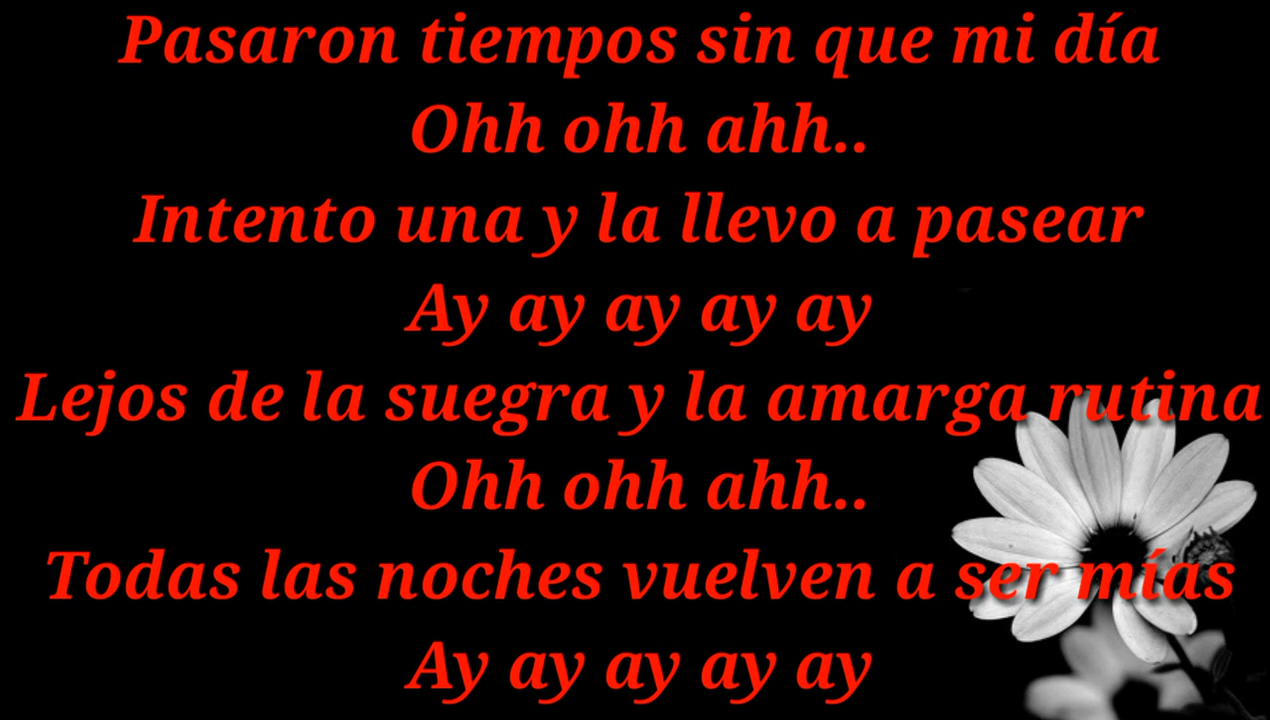 Pasaron tiempos sin que mi día
Ohh ohh ahh..
Intento una y la llevo a pasear
Ay ay ay ay ay
Lejos de la suegra y la amarga rutina
Ohh ohh ahh..
Todas las noches vuelven a ser mías
Ay ay ay ay ay